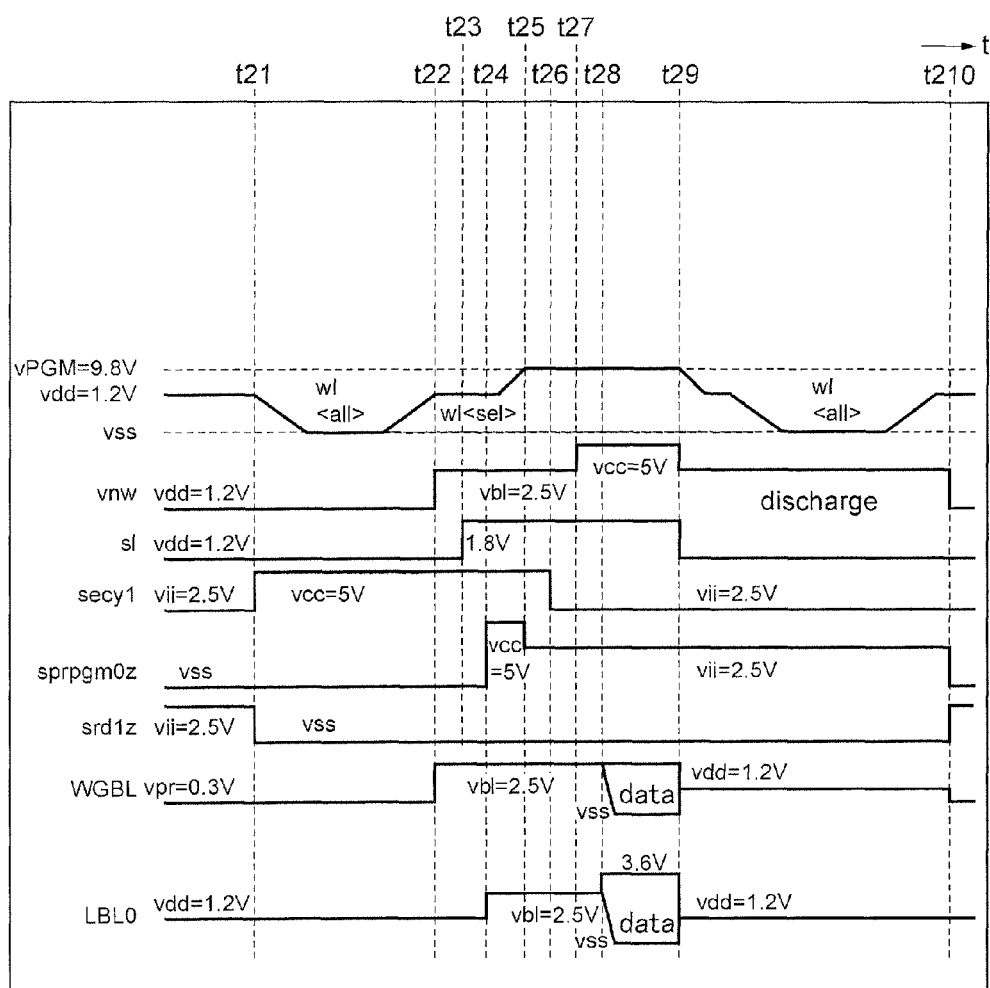 t23 t25 t27
t
t21 t22 t24 t26 t28 t29 t210
vPGM=9.8V
vdd=1.2V
wl
<all>
wl<sel>
wl
<all>
vss
vnw vdd=1.2V vbl=2.5V vcc=5V
discharge
sl vdd=1.2V 1.8V
secy1 vii=2.5V vcc=5V vii=2.5V
sprpgm0z vss vcc
=5V vii=2.5V
srd1z vii=2.5V vss
WGBL vpr=0.3V vbl=2.5V vss data vdd=1.2V
3.6V
LBL0 vdd=1.2V vbl=2.5V vss data vdd=1.2V